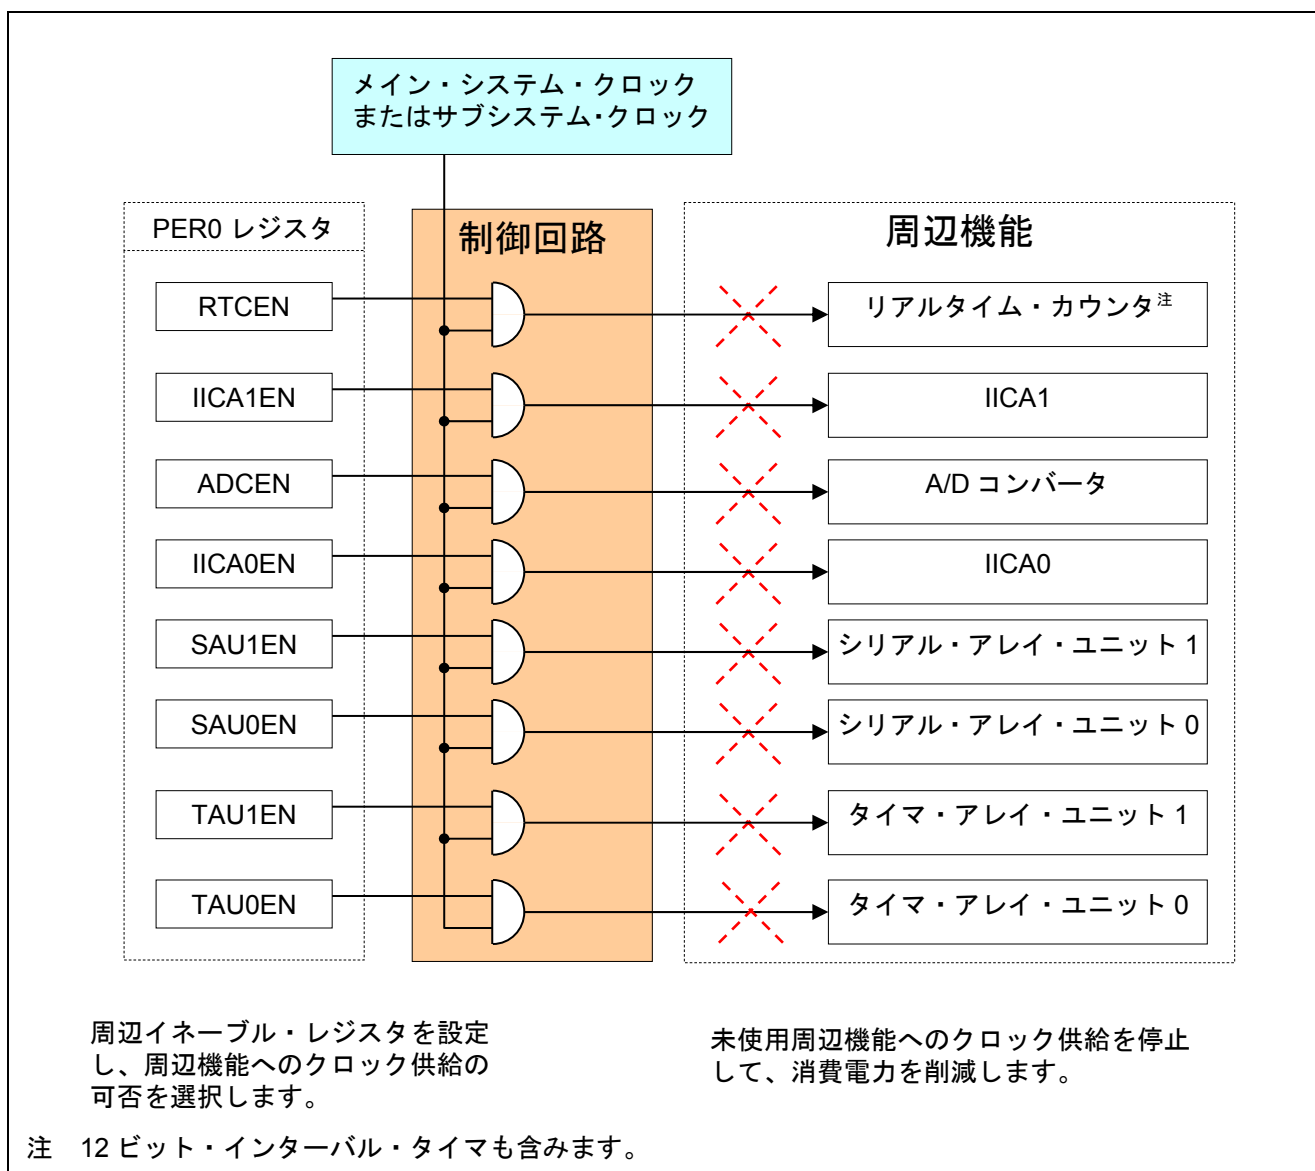 メイン・システム・クロック
またはサブシステム・クロック
PER0 レジスタ
制御回路
周辺機能
RTCEN
リアルタイム・カウンタ注
IICA1EN
IICA1
ADCEN
A/D コンバータ
IICA0EN
IICA0
SAU1EN
シリアル・アレイ・ユニット 1
SAU0EN
シリアル・アレイ・ユニット 0
TAU1EN
タイマ・アレイ・ユニット 1
TAU0EN
タイマ・アレイ・ユニット 0
周辺イネーブル・レジスタを設定
し、周辺機能へのクロック供給の
可否を選択します。
未使用周辺機能へのクロック供給を停止
して、消費電力を削減します。
注 12 ビット・インターバル・タイマも含みます。